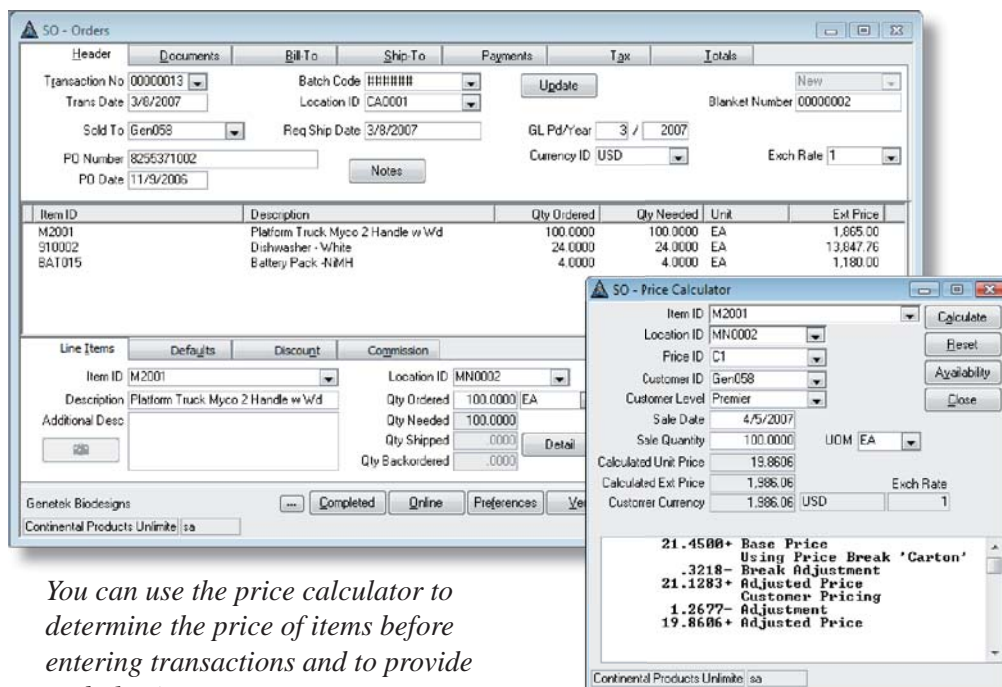 SO - Orders
Header Documents Bill-To Ship-To Payments Tax Totals
Transaction No 00000013 Batch Code ###### Update New
Trans Date 3/8/2007 Location ID CA0001 Blanket Number 00000002
Sold To Gen058 Req Ship Date 3/8/2007 GL Pd/Year 3 / 2007
PO Number 8255371002 Notes Currency ID USD Exch Rate 1
PO Date 11/9/2006
Item ID Description Qty Ordered Qty Needed Unit Ext Price
M2001 Platform Truck Myco 2 Handle w Wd 100.0000 100.0000 EA 1,865.00
910002 Dishwasher - White 24.0000 24.0000 EA 13,847.76
BAT015 Battery Pack -NiMH 4.0000 4.0000 EA 1,180.00
Line Items Defaults Discount Commission
Item ID M2001 Location ID MN0002
Description Platform Truck Myco 2 Handle w Wd Qty Ordered 100.0000 EA
Additional Desc Qty Needed 100.0000
Qty Shipped .0000 Detail
Qty Backordered .0000
Genetek Biodesigns ... Completed Online Preferences
Continental Products Unlimite sa
SO - Price Calculator
Item ID M2001 Calculate
Location ID MN0002 Reset
Price ID C1 Availability
Customer ID Gen058 Close
Customer Level Premier
Sale Date 4/5/2007
Sale Quantity 100.0000 UOM EA
Calculated Unit Price 19.8606
Calculated Ext Price 1,986.06 Exch Rate
Customer Currency 1,986.06 USD 1
21.4500+ Base Price
Using Price Break 'Carton'
.3218- Break Adjustment
21.1283+ Adjusted Price
Customer Pricing
1.2677- Adjustment
19.8606+ Adjusted Price
Continental Products Unlimite sa
You can use the price calculator to
determine the price of items before
entering transactions and to provide